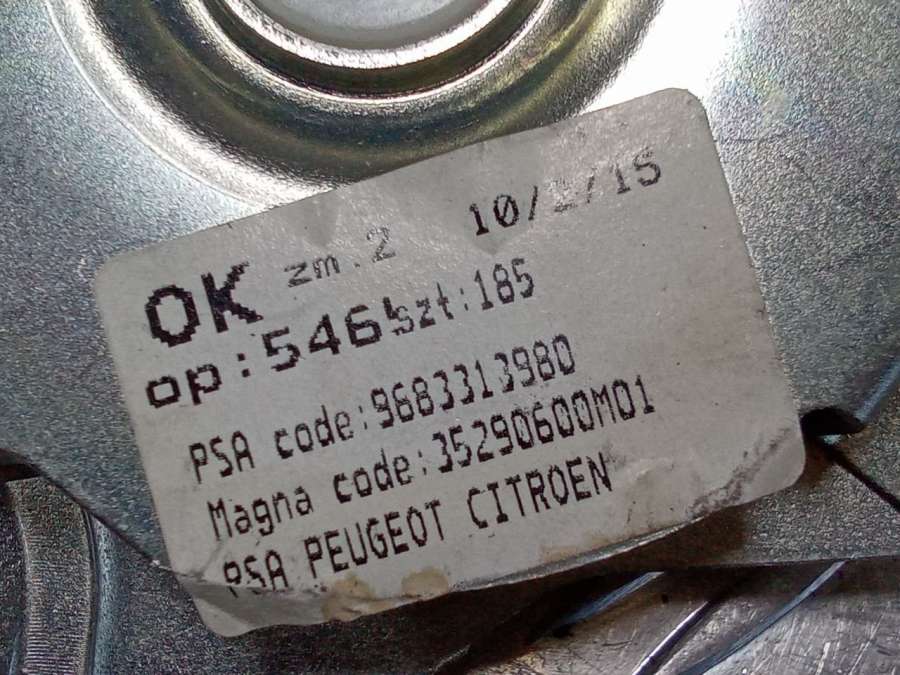 OK zm.2 10/2/15
op:546 szt:185
PSA code:9683313980
Magna code:35290600M01
PSA PEUGEOT CITROEN